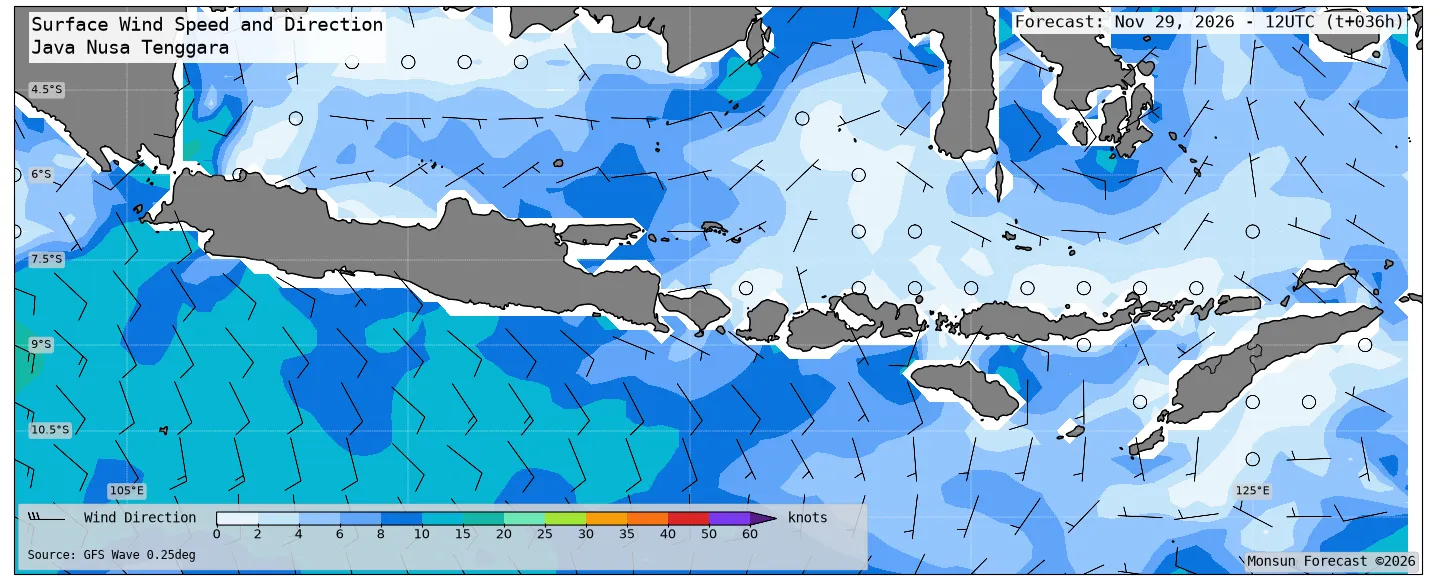 Surface Wind Speed and Direction
Java Nusa Tenggara
Forecast: Nov 29, 2026 - 12UTC (t+036h)
4.5°S
6°S
7.5°S
9°S
10.5°S
105°E
125°E
Wind Direction
0 2 4 6 8 10 15 20 25 30 35 40 50 60
knots
Source: GFS Wave 0.25deg
Monsun Forecast ©2026